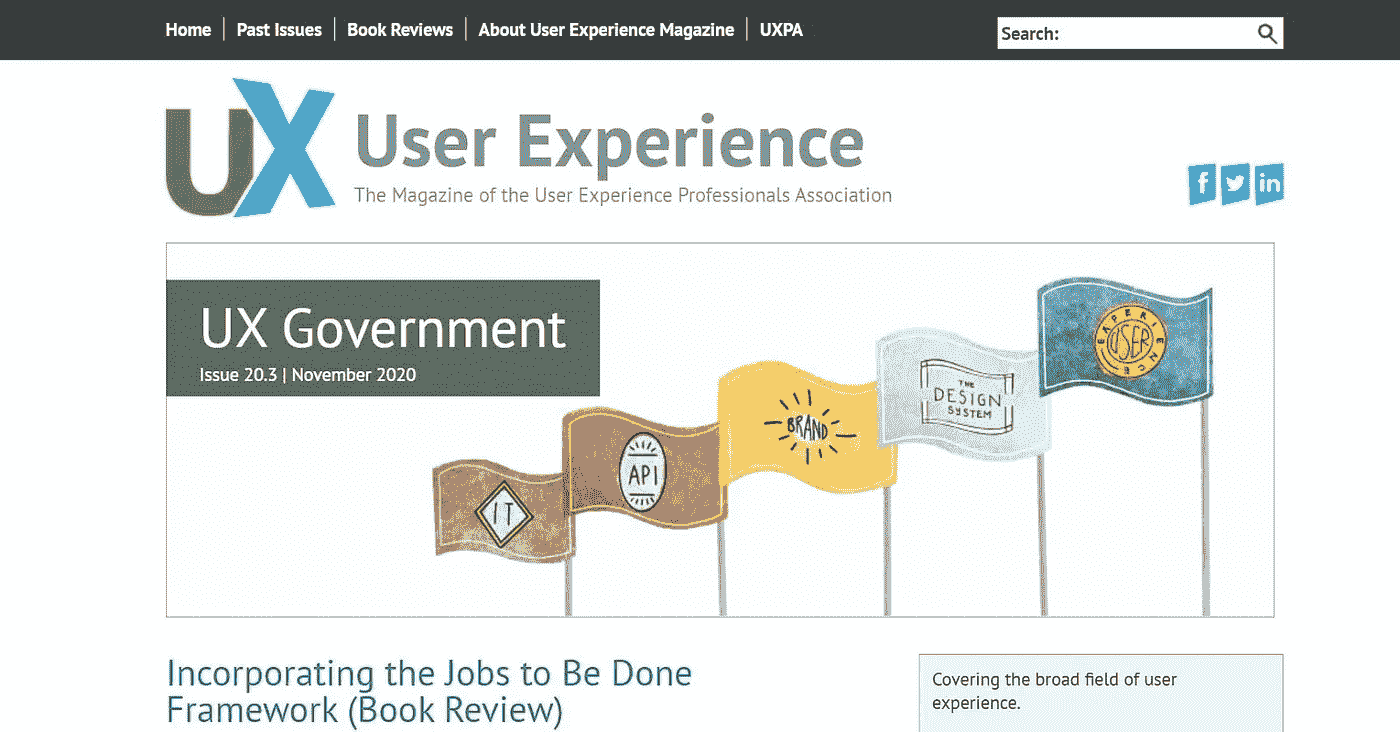 Home
Past Issues
Book Reviews
About User Experience Magazine
UXPA
Search:
UX
User Experience
The Magazine of the User Experience Professionals Association
f
in
UX Government
Issue 20.3 | November 2020
IT
API
BRAND
THE
DESIGN
SYSTEM
EXPERIENCE
USER
Incorporating the Jobs to Be Done
Framework (Book Review)
Covering the broad field of user
experience.